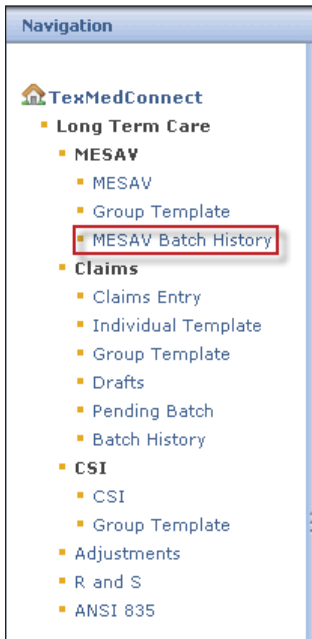 Navigation
TexMedConnect
Long Term Care
MESAV
MESAV
Group Template
MESAV Batch History
Claims
Claims Entry
Individual Template
Group Template
Drafts
Pending Batch
Batch History
CSI
CSI
Group Template
Adjustments
R and S
ANSI 835